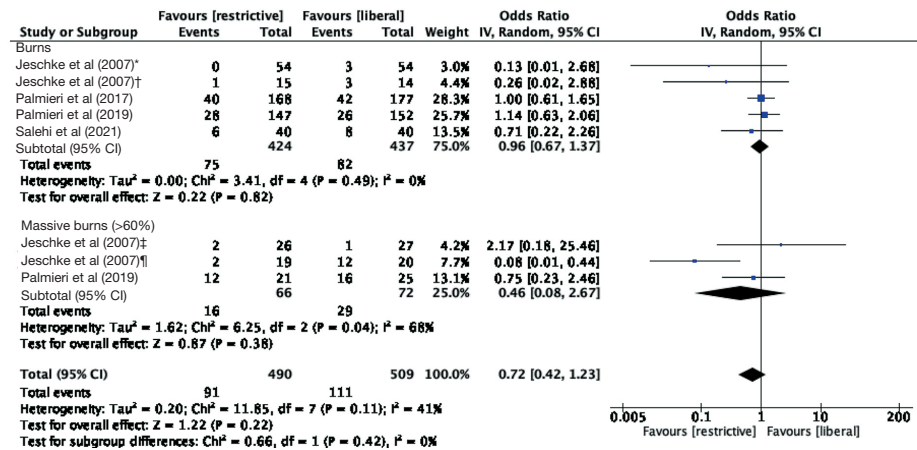 Favours [restrictive] Favours [liberal] Odds Ratio Odds Ratio
Study or Subgroup Events Total Events Total Weight IV, Random, 95% CI IV, Random, 95% CI
Burns
Jeschke et al (2007)* 0 54 3 54 3.0% 0.13 [0.01, 2.68]
Jeschke et al (2007)† 1 15 3 14 4.4% 0.26 [0.02, 2.88]
Palmieri et al (2017) 40 168 42 177 28.3% 1.00 [0.61, 1.65]
Palmieri et al (2019) 28 147 26 152 25.7% 1.14 [0.63, 2.06]
Salehi et al (2021) 6 40 8 40 13.5% 0.71 [0.22, 2.26]
Subtotal (95% CI) 424 437 75.0% 0.96 [0.67, 1.37]
Total events 75 82
Heterogeneity: Tau² = 0.00; Chi² = 3.41, df = 4 (P = 0.49); I² = 0%
Test for overall effect: Z = 0.22 (P = 0.82)
Massive burns (>60%)
Jeschke et al (2007)‡ 2 26 1 27 4.2% 2.17 [0.18, 25.46]
Jeschke et al (2007)¶ 2 19 12 20 7.7% 0.08 [0.01, 0.44]
Palmieri et al (2019) 12 21 16 25 13.1% 0.75 [0.23, 2.46]
Subtotal (95% CI) 66 72 25.0% 0.46 [0.08, 2.67]
Total events 16 29
Heterogeneity: Tau² = 1.62; Chi² = 6.25, df = 2 (P = 0.04); I² = 68%
Test for overall effect: Z = 0.87 (P = 0.38)
Total (95% CI) 490 509 100.0% 0.72 [0.42, 1.23]
Total events 91 111
Heterogeneity: Tau² = 0.20; Chi² = 11.85, df = 7 (P = 0.11); I² = 41%
Test for overall effect: Z = 1.22 (P = 0.22)
Test for subgroup differences: Chi² = 0.66, df = 1 (P = 0.42), I² = 0%
0.005 0.1 1 10 200
Favours [restrictive] Favours [liberal]